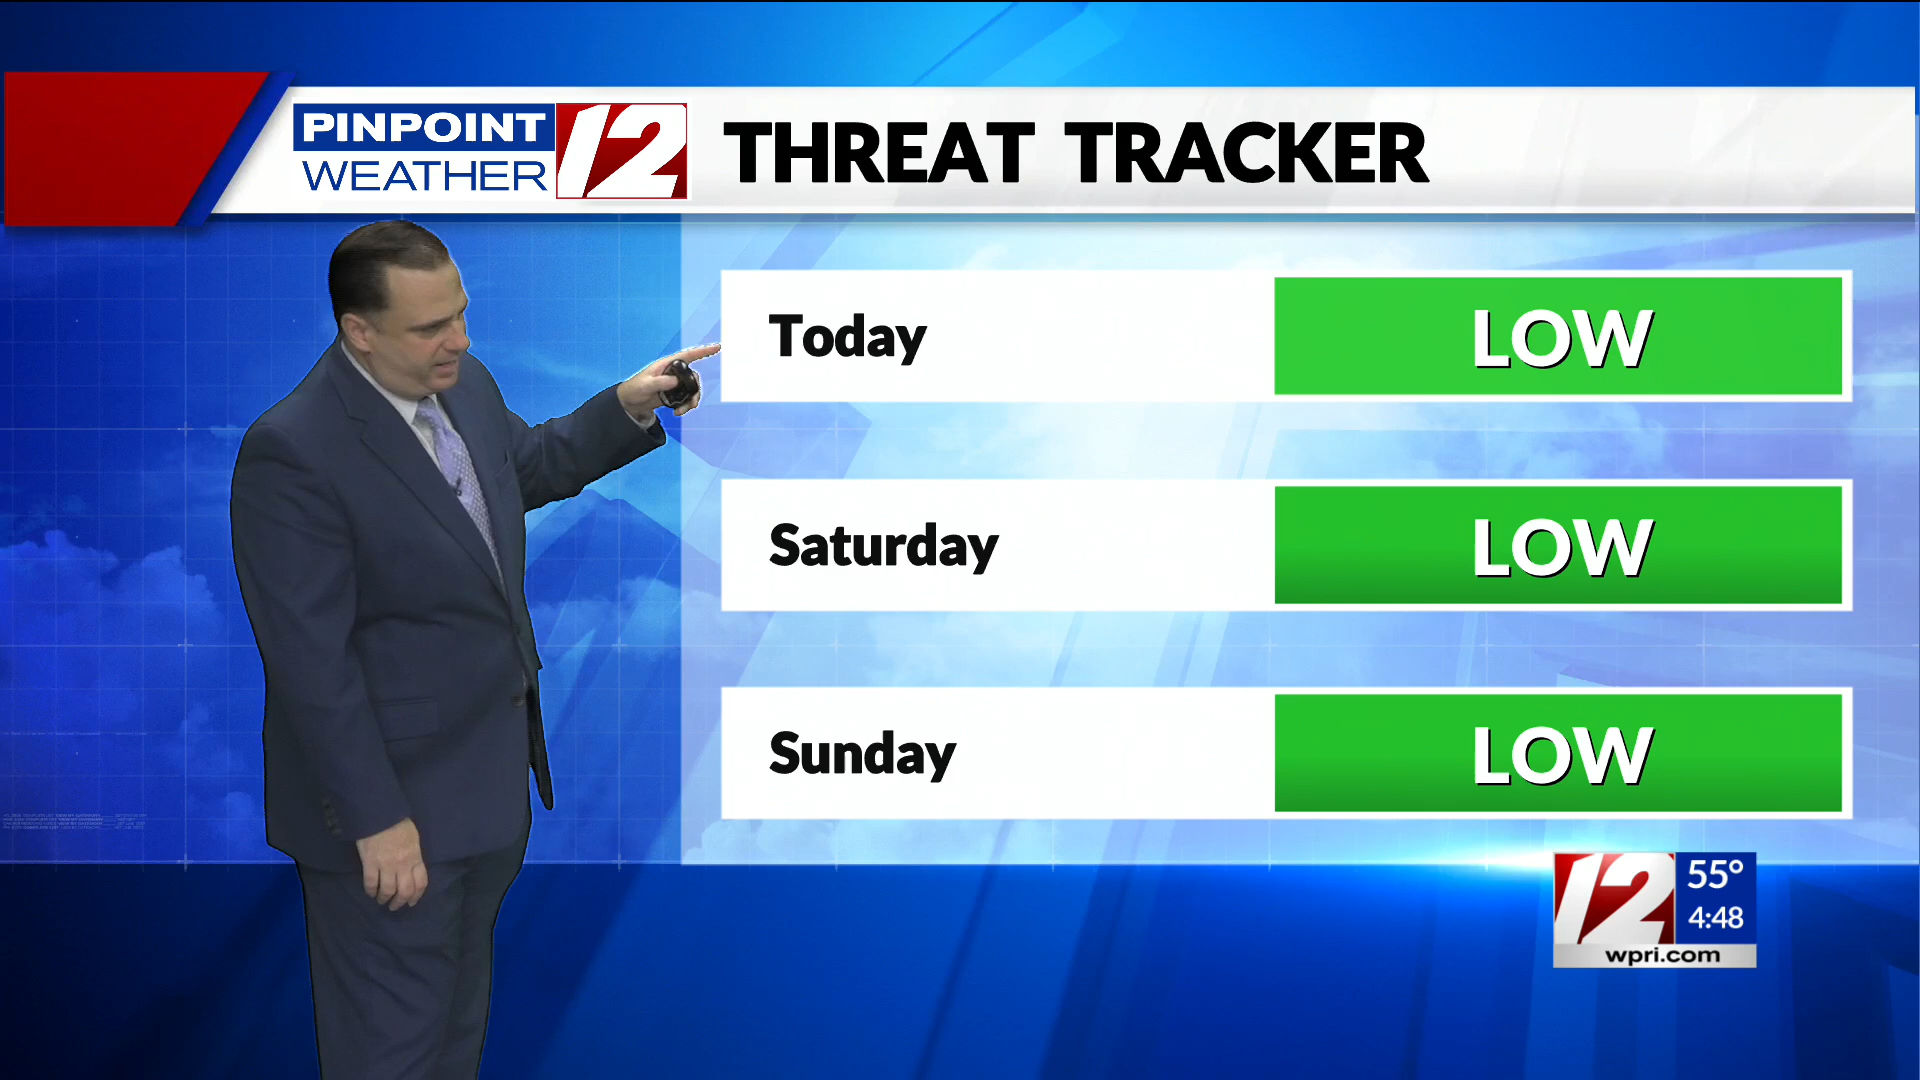 PINPOINT
WEATHER 12
THREAT TRACKER
Today LOW
Saturday LOW
Sunday LOW
12 55°
4:48
wpri.com